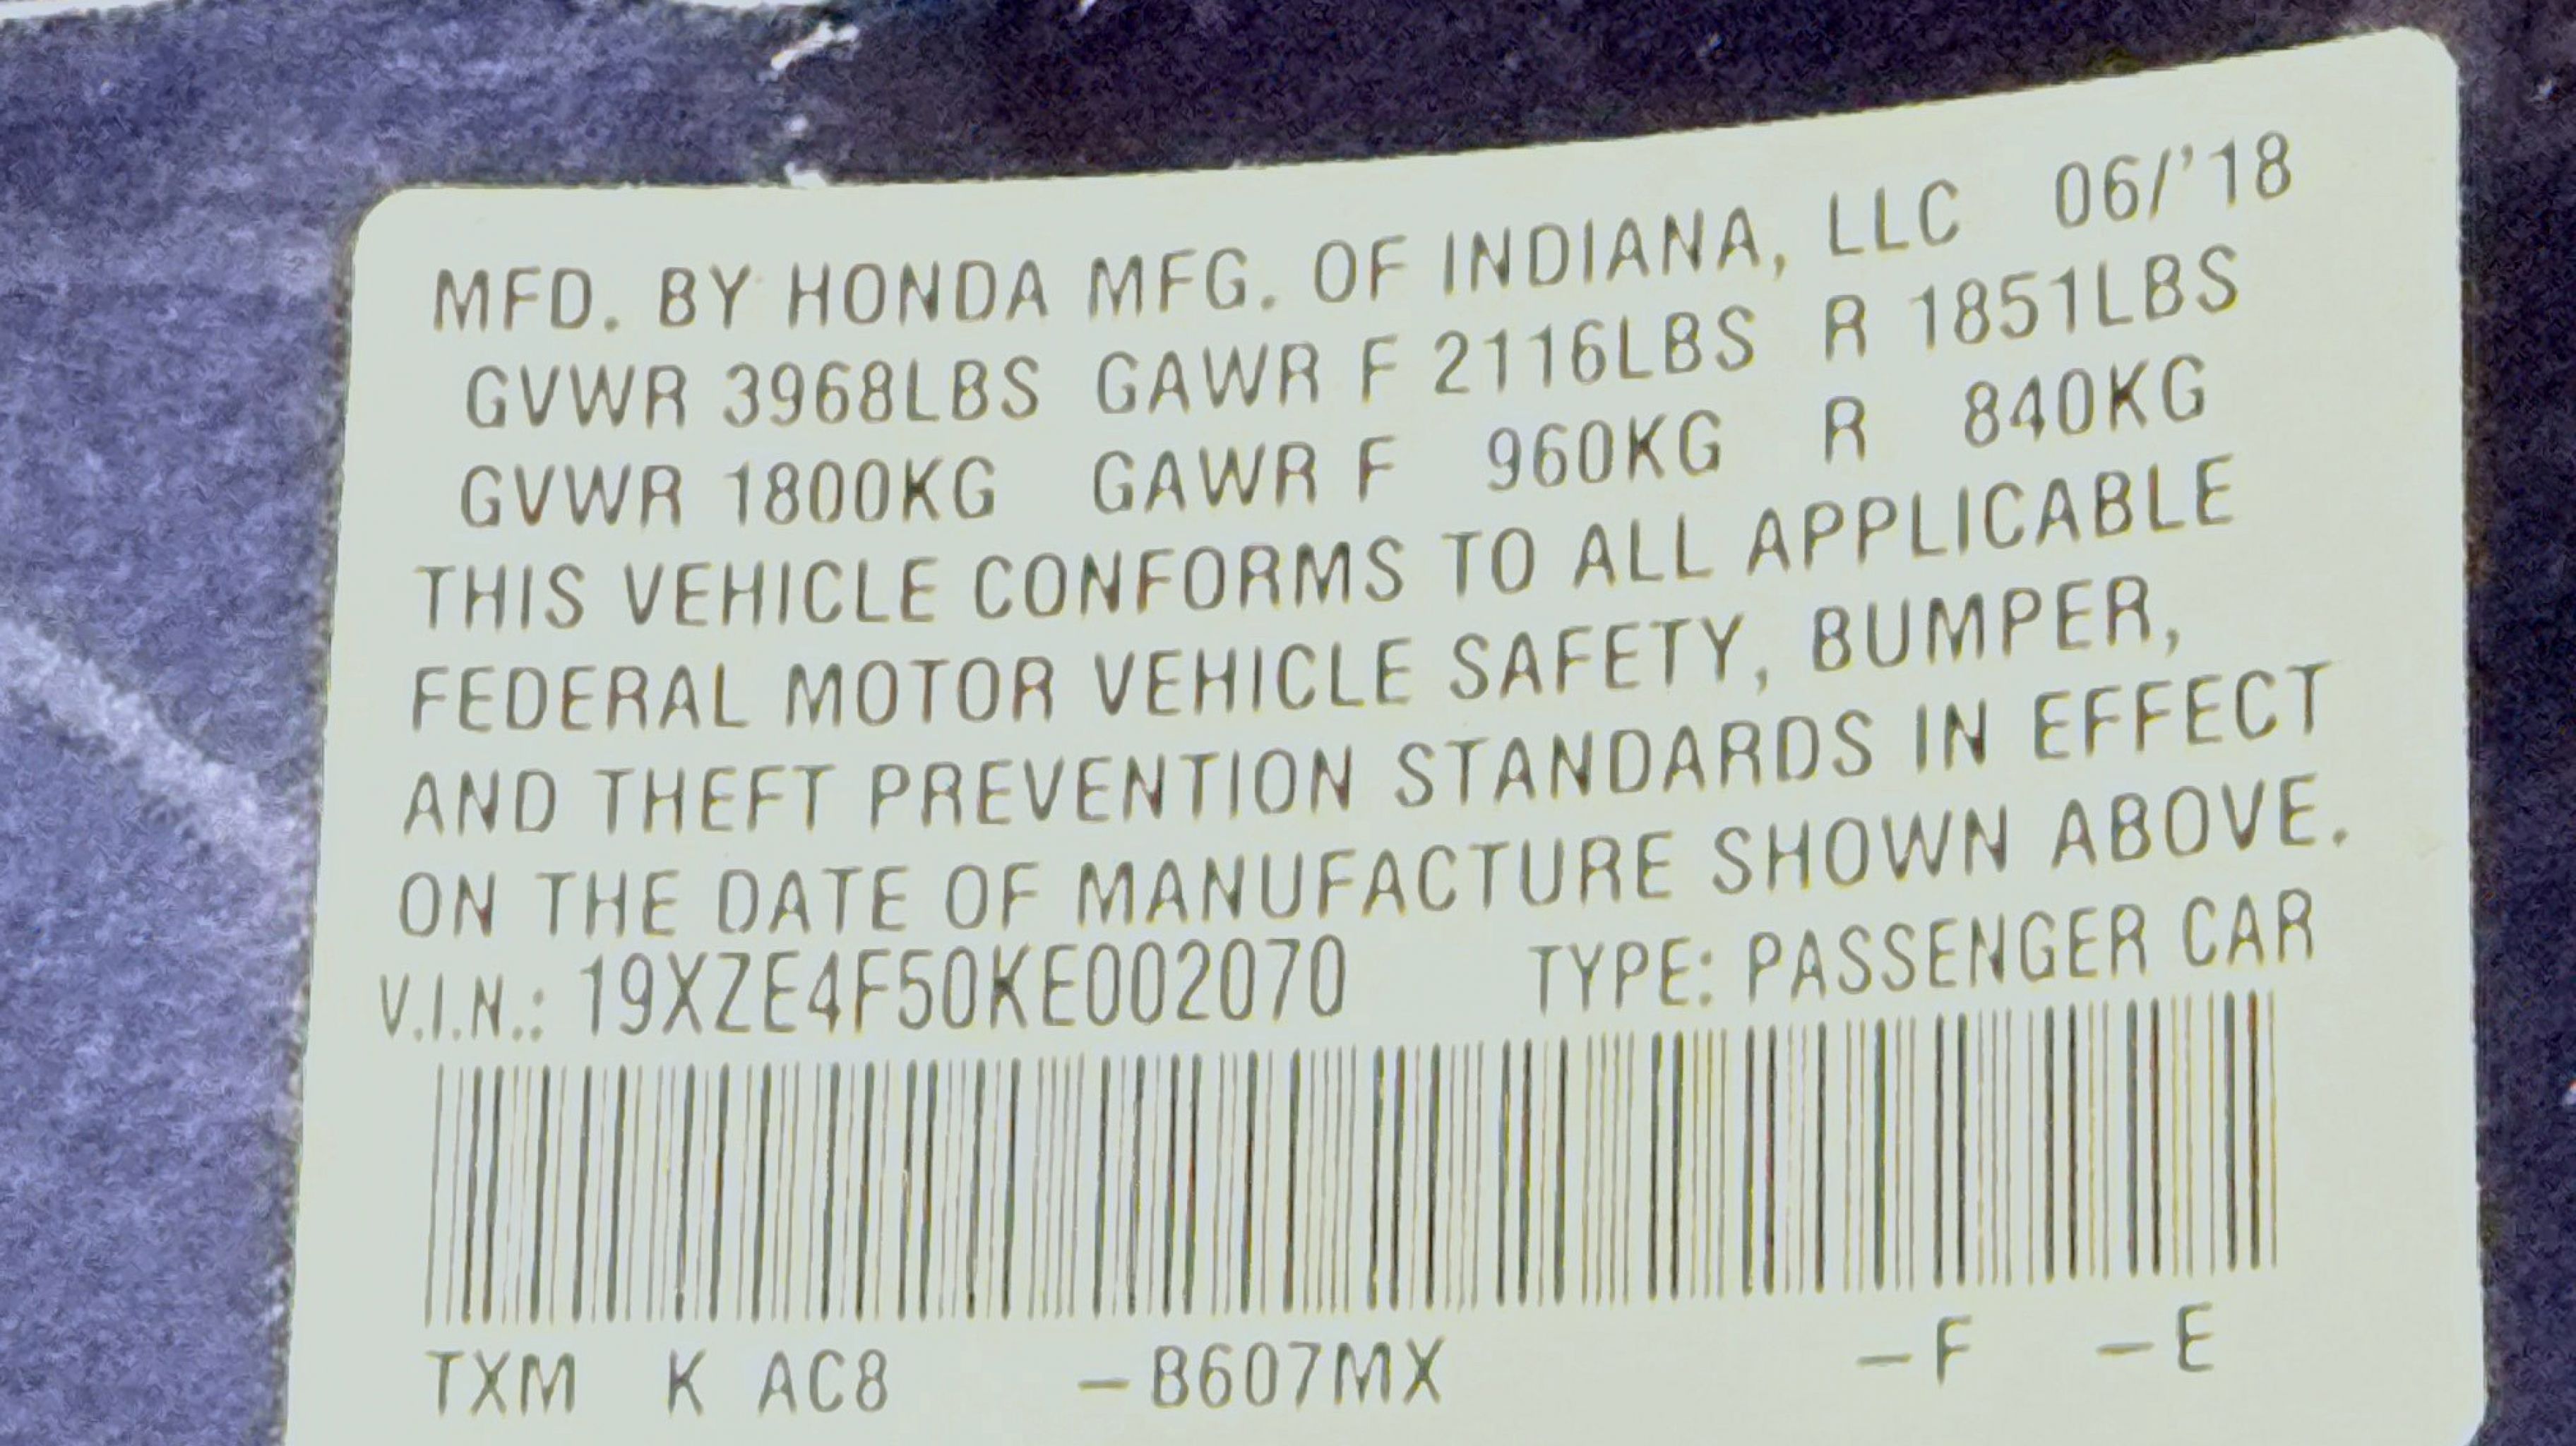 MFD. BY HONDA MFG. OF INDIANA, LLC 06/'18
GVWR 3968LBS GAWR F 2116LBS R 1851LBS
GVWR 1800KG GAWR F 960KG R 840KG
THIS VEHICLE CONFORMS TO ALL APPLICABLE
FEDERAL MOTOR VEHICLE SAFETY, BUMPER,
AND THEFT PREVENTION STANDARDS IN EFFECT
ON THE DATE OF MANUFACTURE SHOWN ABOVE.
V.I.N.: 19XZE4F50KE002070 TYPE: PASSENGER CAR
TXM K AC8 -B607MX -F -E